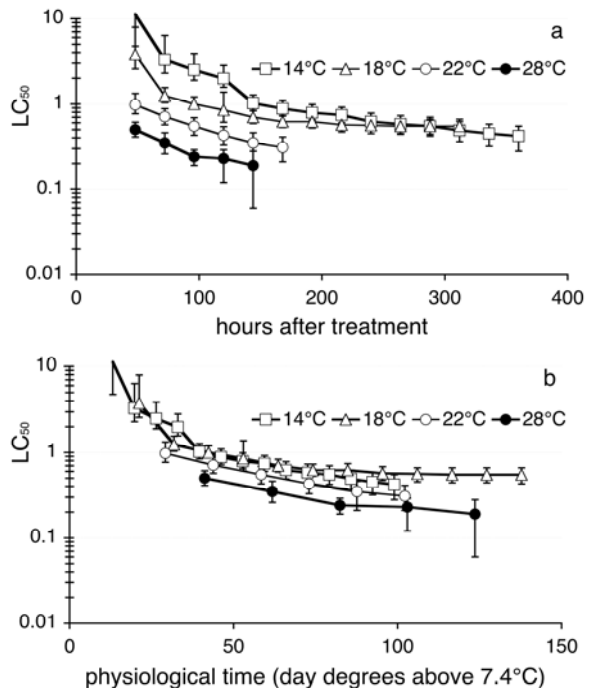 a
10
14°C 18°C 22°C 28°C
LC50
1
0.1
0.01
0 100 200 300 400
hours after treatment
b
10
14°C 18°C 22°C 28°C
LC50
1
0.1
0.01
0 50 100 150
physiological time (day degrees above 7.4°C)